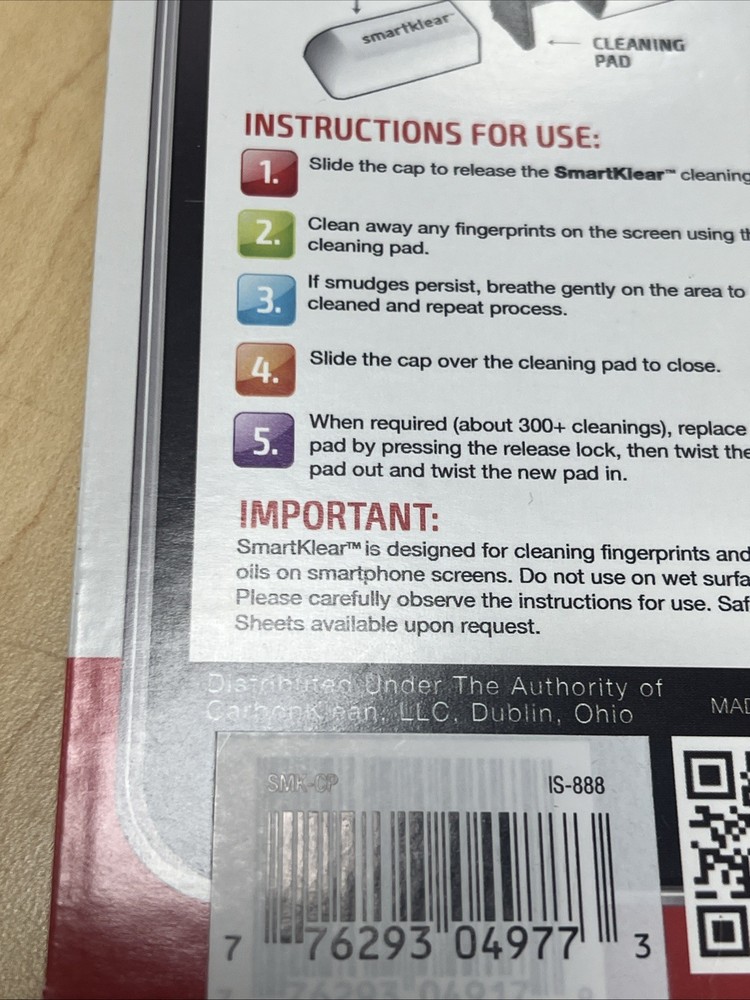 smartklear™
CLEANING
PAD
INSTRUCTIONS FOR USE:
1. Slide the cap to release the SmartKlear™ cleaning
2. Clean away any fingerprints on the screen using th
cleaning pad.
3. If smudges persist, breathe gently on the area to
cleaned and repeat process.
4. Slide the cap over the cleaning pad to close.
5. When required (about 300+ cleanings), replace
pad by pressing the release lock, then twist the
pad out and twist the new pad in.
IMPORTANT:
SmartKlear™ is designed for cleaning fingerprints and
oils on smartphone screens. Do not use on wet surfa
Please carefully observe the instructions for use. Saf
Sheets available upon request.
Distributed Under The Authority of
CarbonKlean, LLC, Dublin, Ohio
MAD
SMK-CP IS-888
7 76293 04977 3